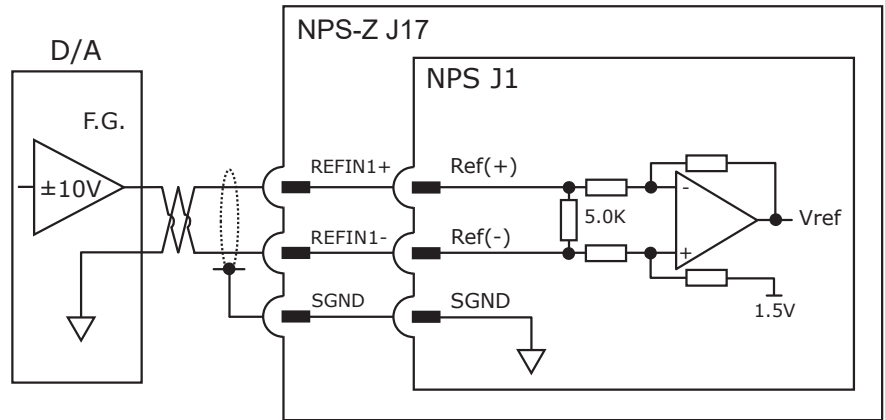 NPS-Z J17
D/A
NPS J1
F.G.
±10V
REFIN1+
Ref(+)
-
5.0K
Vref
REFIN1-
Ref(-)
+
SGND
SGND
1.5V